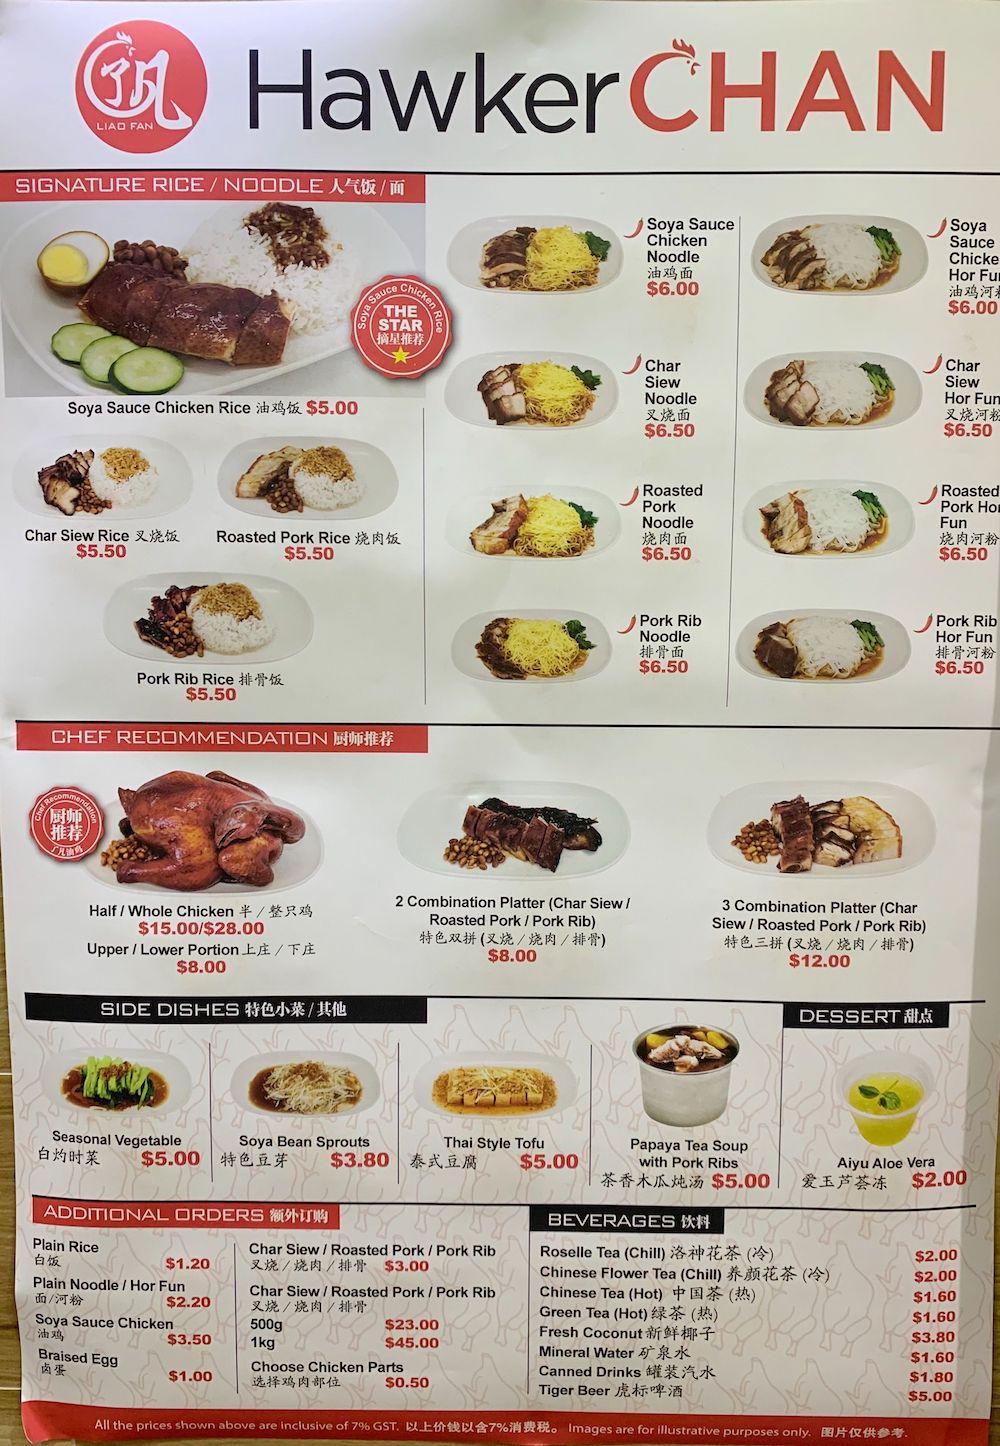 了凡
LIAO FAN
HawkerCHAN
SIGNATURE RICE / NOODLE 人气饭 / 面
Soya Sauce Chicken Rice
THE
STAR
摘星推荐
Soya Sauce Chicken Rice 油鸡饭 $5.00
Char Siew Rice 叉烧饭
$5.50
Roasted Pork Rice 烧肉饭
$5.50
Pork Rib Rice 排骨饭
$5.50
Soya Sauce
Chicken
Noodle
油鸡面
$6.00
Char
Siew
Noodle
叉烧面
$6.50
Roasted
Pork
Noodle
烧肉面
$6.50
Pork Rib
Noodle
排骨面
$6.50
Soya
Sauce
Chicke
Hor Fu
油鸡河
$6.00
Char
Siew
Hor Fun
叉烧河粉
$6.50
Roasted
Pork Hor
Fun
烧肉河粉
$6.50
Pork Rib
Hor Fun
排骨河粉
$6.50
CHEF RECOMMENDATION 厨师推荐
Chef Recommendation
厨师
推荐
了凡油鸡
Half / Whole Chicken 半 / 整只鸡
$15.00/$28.00
Upper / Lower Portion 上庄 / 下庄
$8.00
2 Combination Platter (Char Siew /
Roasted Pork / Pork Rib)
特色双拼 (叉烧 / 烧肉 / 排骨)
$8.00
3 Combination Platter (Char
Siew / Roasted Pork / Pork Rib)
特色三拼 (叉烧 / 烧肉 / 排骨)
$12.00
SIDE DISHES 特色小菜 / 其他
Seasonal Vegetable
白灼时菜 $5.00
Soya Bean Sprouts
特色豆芽 $3.80
Thai Style Tofu
泰式豆腐 $5.00
Papaya Tea Soup
with Pork Ribs
茶香木瓜炖汤 $5.00
DESSERT 甜点
Aiyu Aloe Vera
爱玉芦荟冻 $2.00
ADDITIONAL ORDERS 额外订购
Plain Rice
白饭 $1.20
Plain Noodle / Hor Fun
面/河粉 $2.20
Soya Sauce Chicken
油鸡 $3.50
Braised Egg
卤蛋 $1.00
Char Siew / Roasted Pork / Pork Rib
叉烧 / 烧肉 / 排骨 $3.00
Char Siew / Roasted Pork / Pork Rib
叉烧 / 烧肉 / 排骨
500g $23.00
1kg $45.00
Choose Chicken Parts
选择鸡肉部位 $0.50
BEVERAGES 饮料
Roselle Tea (Chill) 洛神花茶 (冷) $2.00
Chinese Flower Tea (Chill) 养颜花茶 (冷) $2.00
Chinese Tea (Hot) 中国茶 (热) $1.60
Green Tea (Hot) 绿茶 (热) $1.60
Fresh Coconut 新鲜椰子 $3.80
Mineral Water 矿泉水 $1.60
Canned Drinks 罐装汽水 $1.80
Tiger Beer 虎标啤酒 $5.00
All the prices shown above are inclusive of 7% GST. 以上价钱以含7%消费税。 Images are for illustrative purposes only. 图片仅供参考.